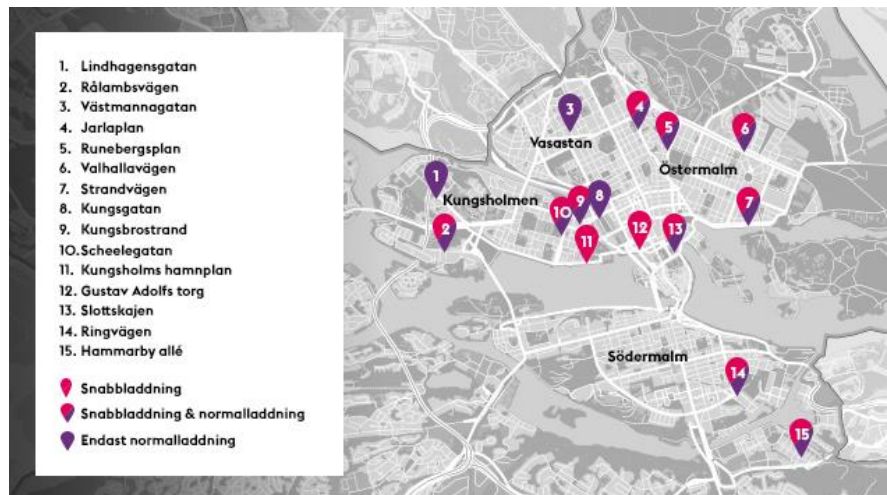 1. Lindhagensgatan
2. Rålambsvägen
3. Västmannagatan
4. Jarlaplan
5. Runebergsplan
6. Valhallavägen
7. Strandvägen
8. Kungsgatan
9. Kungsbrostrand
10. Scheelegatan
11. Kungsholms hamnplan
12. Gustav Adolfs torg
13. Slottskajen
14. Ringvägen
15. Hammarby allé
Snabbladdning
Snabbladdning & normalladdning
Endast normalladdning
3
4
5
6
Vasastan
Östermalm
1
Kungsholmen
8
9
10
7
2
11
12
13
Södermalm
14
15